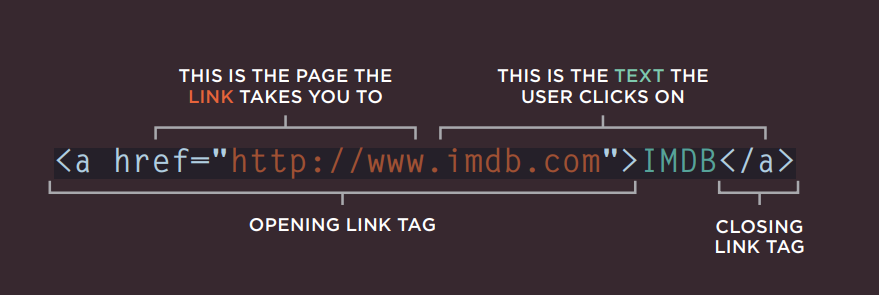 THIS IS THE PAGE THE
LINK TAKES YOU TO
THIS IS THE TEXT THE
USER CLICKS ON
<a href="http://www.imdb.com">IMDB</a>
OPENING LINK TAG
CLOSING
LINK TAG